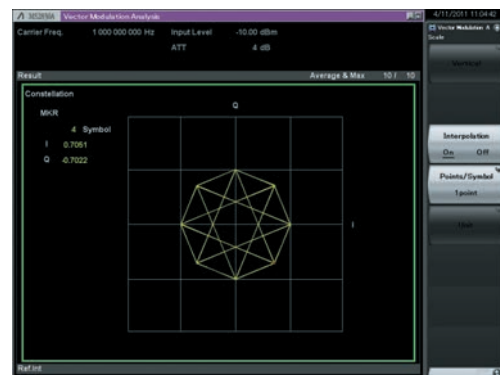 MS2690A Vector Modulation Analysis
4/11/2011 11:04:42
Carrier Freq. 1 000 000 000 Hz Input Level -10.00 dBm
ATT 4 dB
Vector Modulation A
Scale
Vertical
Result Average & Max 10 / 10
Constellation
MKR
4 Symbol
I 0.7051
Q -0.7022
Q
I
Interpolation
On Off
Points/Symbol
1point
Unit
Ref.Int